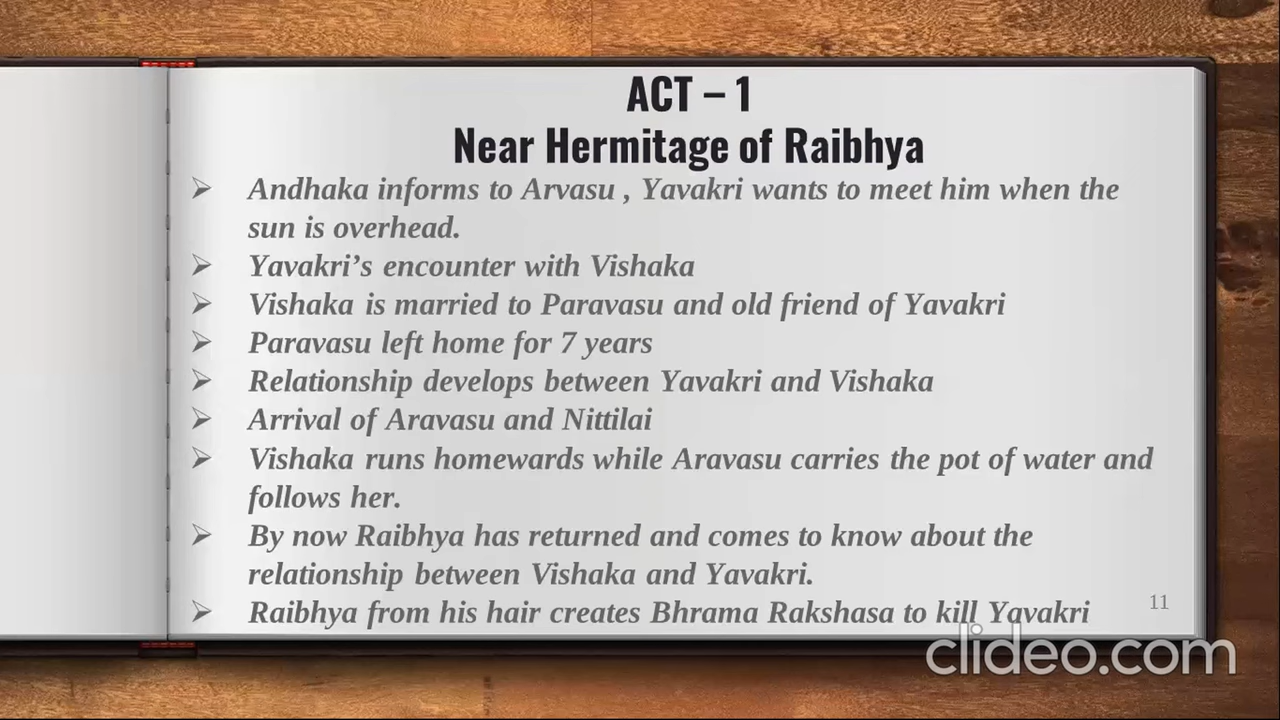 ACT – 1
Near Hermitage of Raibhya
➢ Andhaka informs to Arvasu , Yavakri wants to meet him when the
sun is overhead.
➢ Yavakri’s encounter with Vishaka
➢ Vishaka is married to Paravasu and old friend of Yavakri
➢ Paravasu left home for 7 years
➢ Relationship develops between Yavakri and Vishaka
➢ Arrival of Aravasu and Nittilai
➢ Vishaka runs homewards while Aravasu carries the pot of water and
follows her.
➢ By now Raibhya has returned and comes to know about the
relationship between Vishaka and Yavakri.
➢ Raibhya from his hair creates Bhrama Rakshasa to kill Yavakri
11
clideo.com